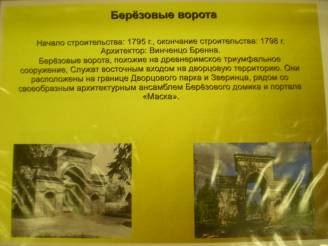 Берёзовые ворота
Начало строительства: 1795 г., окончание строительства: 1798 г.
Архитектор: Винченцо Бренна.
Берёзовые ворота, похожие на древнеримское триумфальное
сооружение, Служат восточным входом на дворцовую территорию. Они
расположены на границе Дворцового парка и Зверинца, рядом со
своеобразным архитектурным ансамблем Берёзового домика и портала
«Маска».